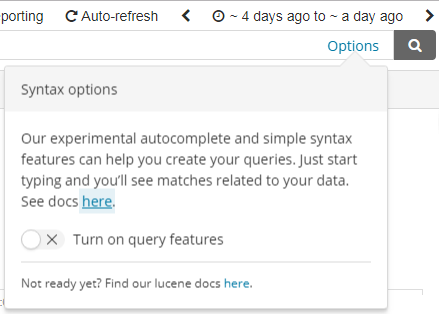 porting Auto-refresh ~ 4 days ago to ~ a day ago
Options
Syntax options
Our experimental autocomplete and simple syntax
features can help you create your queries. Just start
typing and you'll see matches related to your data.
See docs here.
Turn on query features
Not ready yet? Find our lucene docs here.